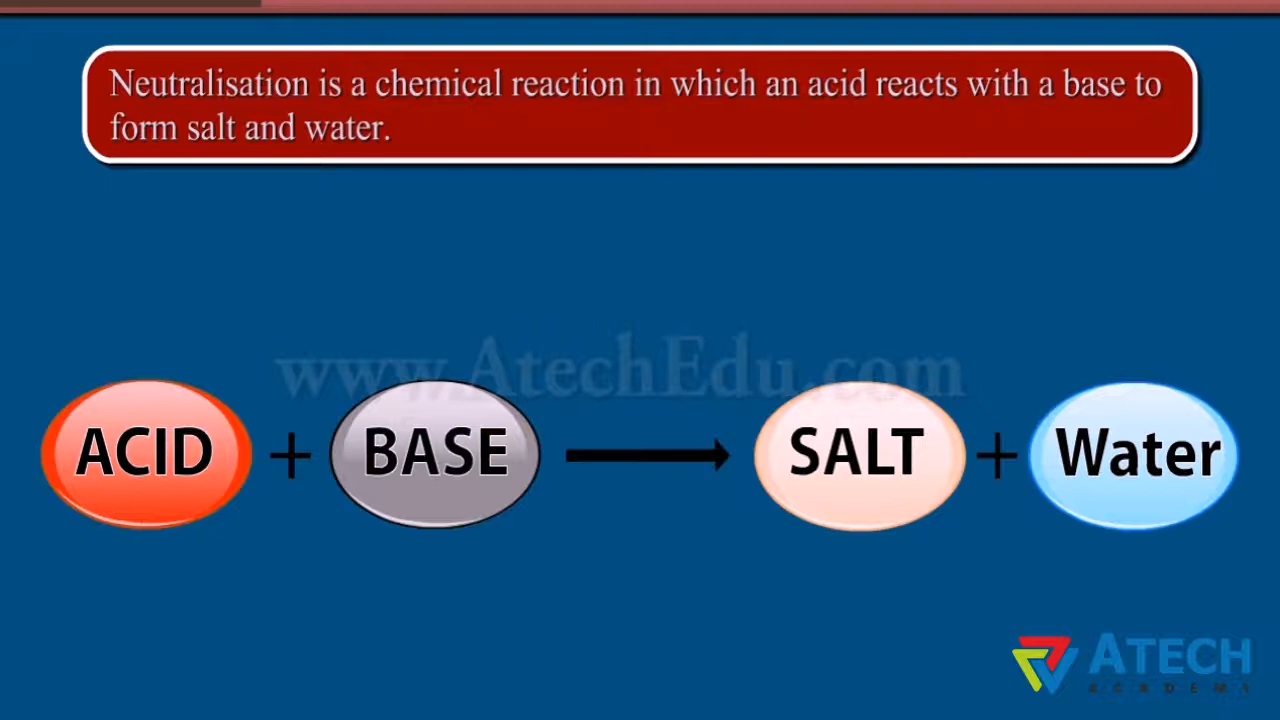 Neutralisation is a chemical reaction in which an acid reacts with a base to
form salt and water.
www.AtechEdu.com
ACID + BASE → SALT + Water
ATECH
ACADEMY